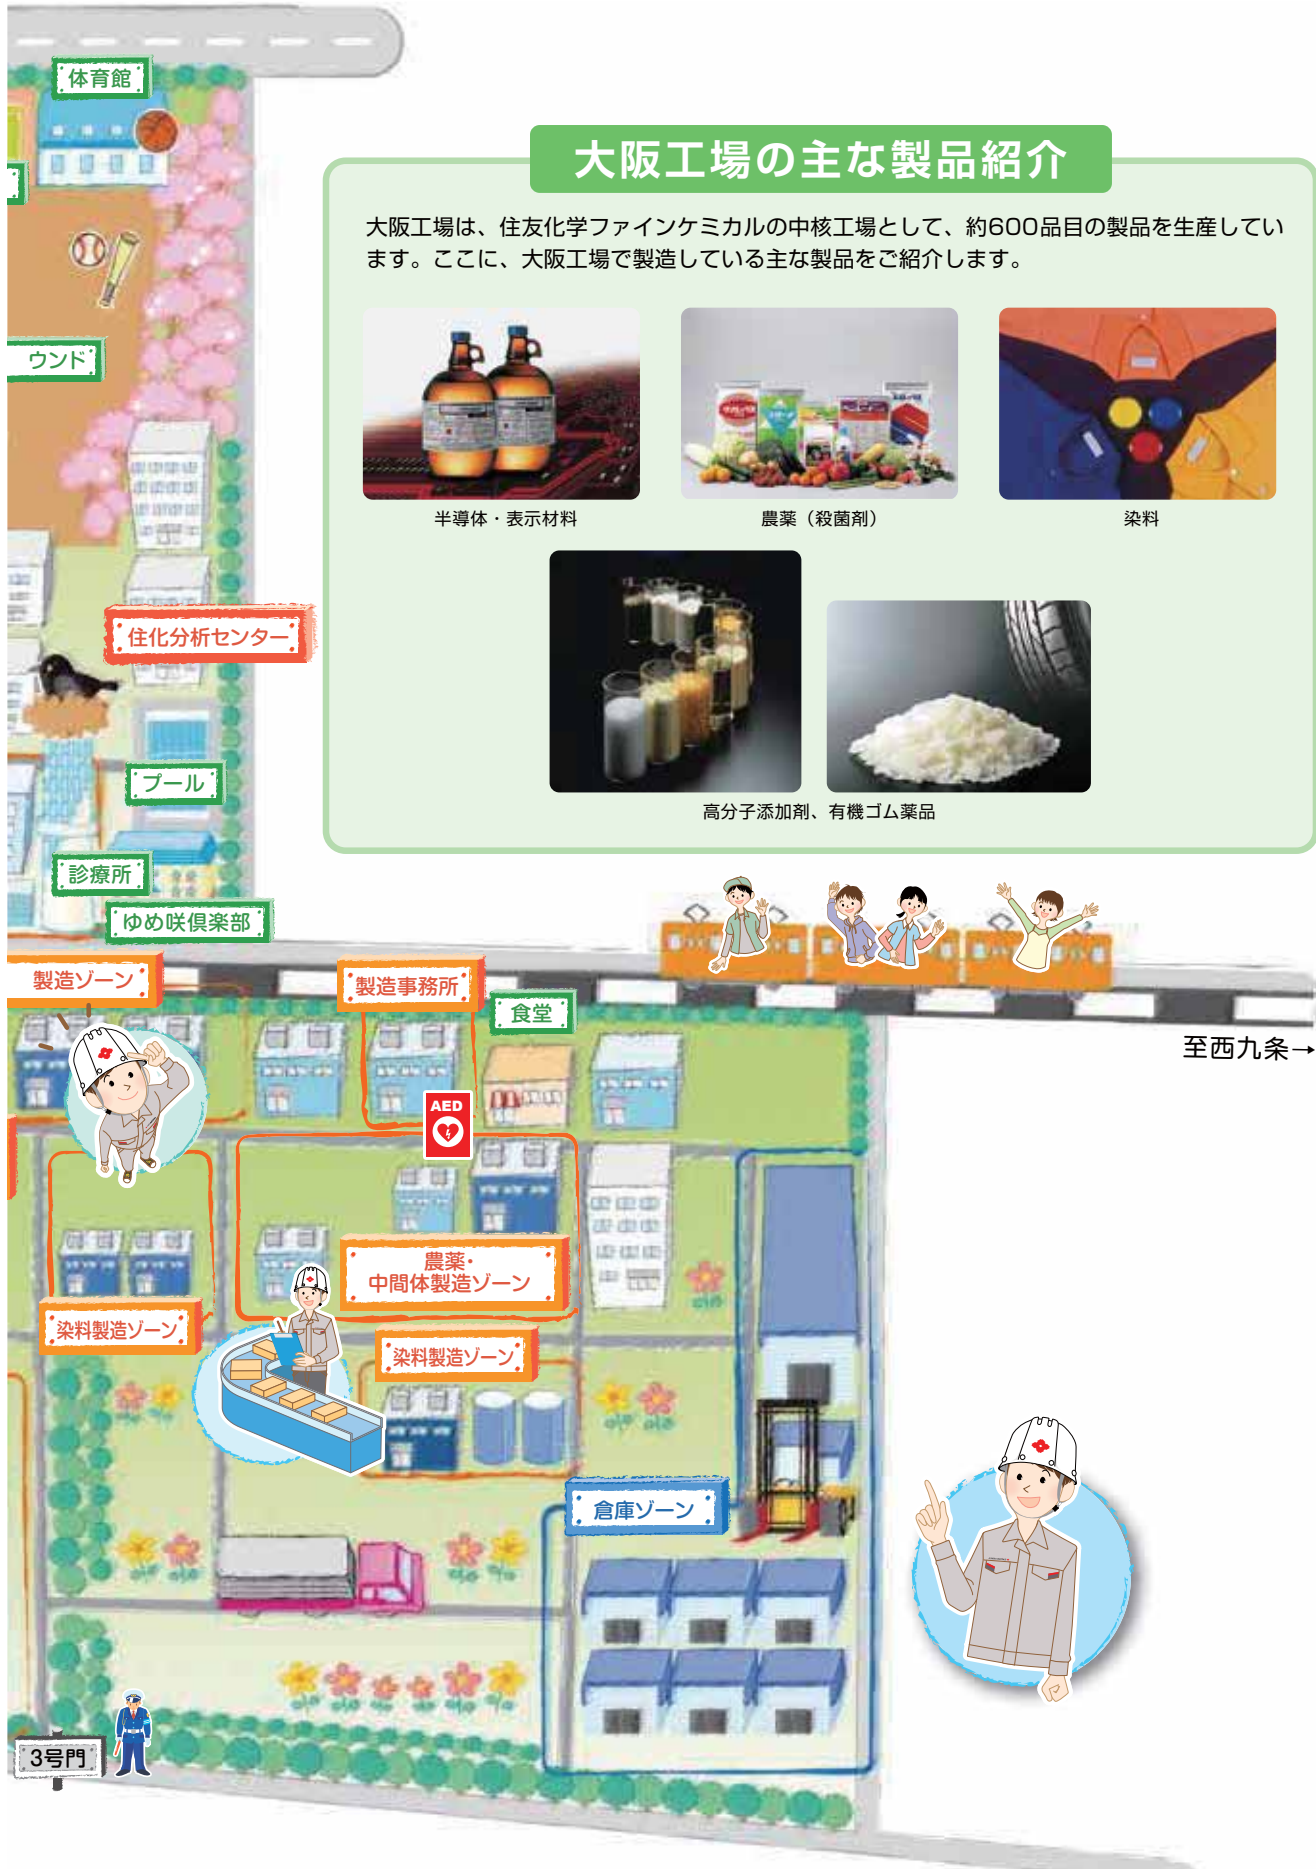 体育館
ウンド
住化分析センター
プール
診療所
ゆめ咲倶楽部
大阪工場の主な製品紹介
大阪工場は、住友化学ファインケミカルの中核工場として、約600品目の製品を生産してい
ます。ここに、大阪工場で製造している主な製品をご紹介します。
半導体・表示材料
農薬（殺菌剤）
染料
高分子添加剤、有機ゴム薬品
製造ゾーン
製造事務所
食堂
至西九条→
AED
農薬・
中間体製造ゾーン
染料製造ゾーン
染料製造ゾーン
倉庫ゾーン
3号門